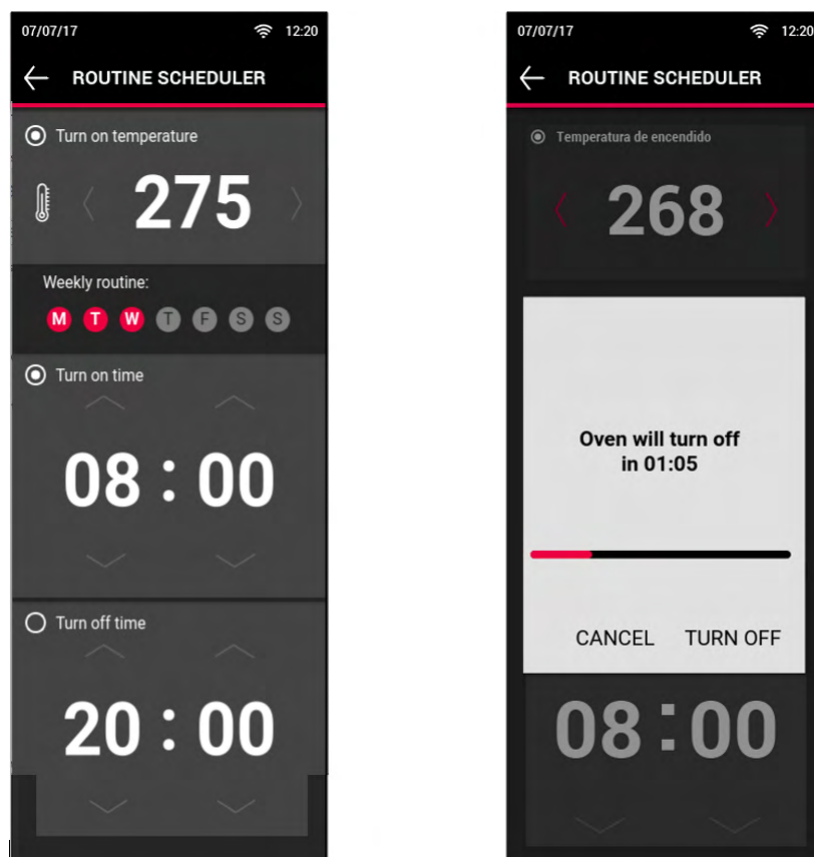 07/07/17 12:20
ROUTINE SCHEDULER
Turn on temperature
275
Weekly routine:
M T W T F S S
Turn on time
08 : 00
Turn off time
20 : 00
07/07/17 12:20
ROUTINE SCHEDULER
Temperatura de encendido
268
Oven will turn off
in 01:05
CANCEL TURN OFF
08:00